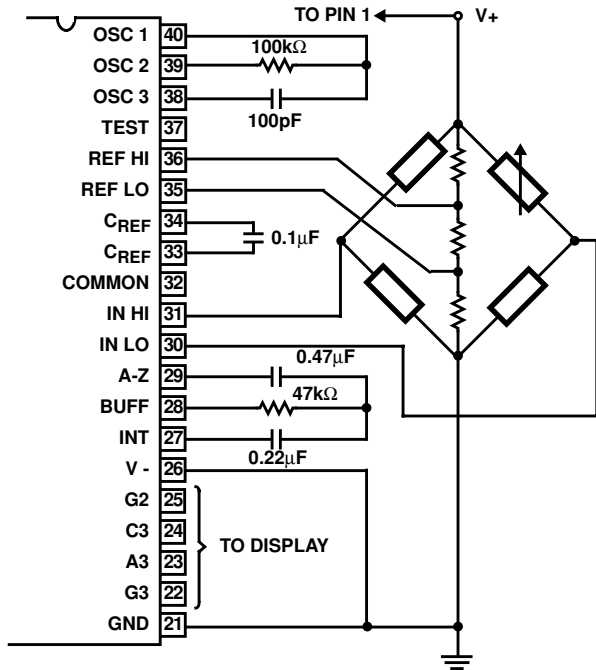 TO PIN 1 V+
OSC 1 40
100kΩ
OSC 2 39
OSC 3 38
100pF
TEST 37
REF HI 36
REF LO 35
CREF 34
0.1µF
CREF 33
COMMON 32
IN HI 31
IN LO 30
0.47µF
A-Z 29
47kΩ
BUFF 28
INT 27
0.22µF
V - 26
G2 25
C3 24
TO DISPLAY
A3 23
G3 22
GND 21